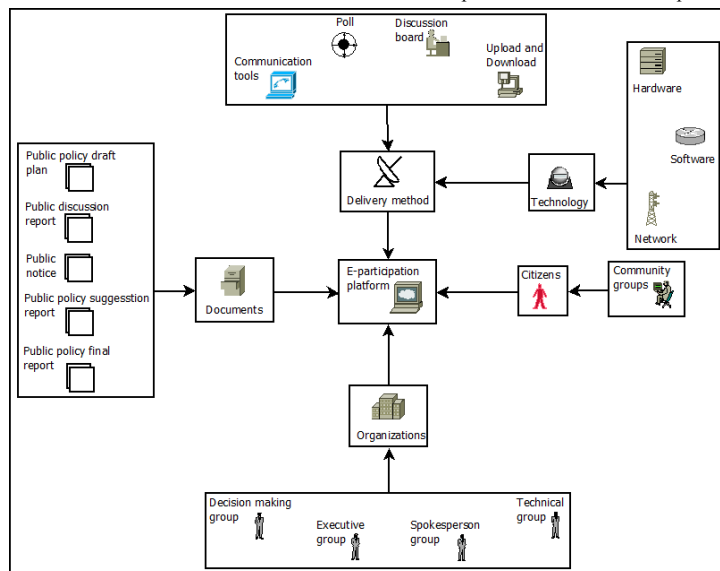 Poll
Discussion
board
Communication
tools
Upload and
Download
Hardware
Software
Network
Public policy draft
plan
Public discussion
report
Public
notice
Public policy suggesstion
report
Public policy final
report
Delivery method
Technology
Documents
E-participation
platform
Citizens
Community
groups
Organizations
Decision making
group
Executive
group
Spokesperson
group
Technical
group